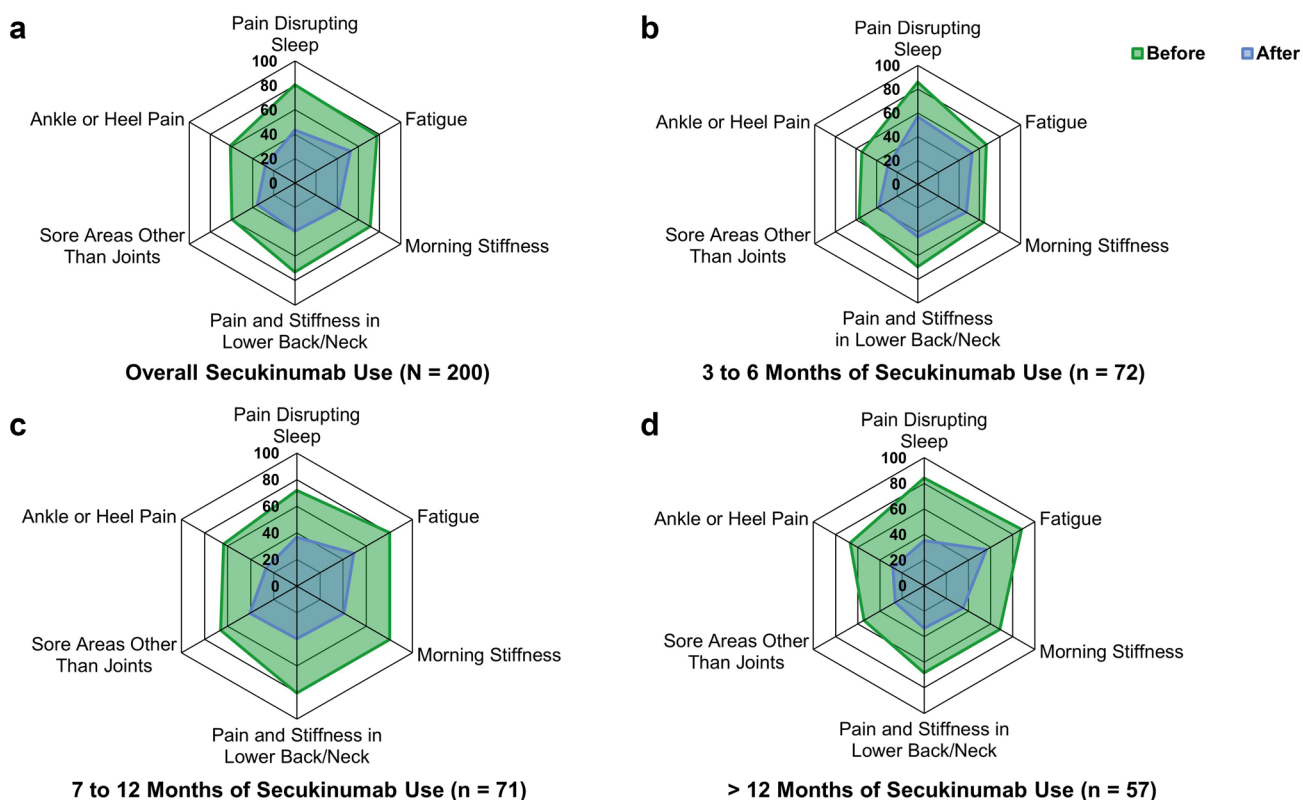 a
Pain Disrupting
Sleep
100
80
60
40
20
0
Ankle or Heel Pain
Fatigue
Sore Areas Other
Than Joints
Morning Stiffness
Pain and Stiffness in
Lower Back/Neck
Overall Secukinumab Use (N = 200)
b
Pain Disrupting
Sleep
Before
After
100
80
60
40
20
0
Ankle or Heel Pain
Fatigue
Sore Areas Other
Than Joints
Morning Stiffness
Pain and Stiffness
in Lower Back/Neck
3 to 6 Months of Secukinumab Use (n = 72)
c
Pain Disrupting
Sleep
100
80
60
40
20
0
Ankle or Heel Pain
Fatigue
Sore Areas Other
Than Joints
Morning Stiffness
Pain and Stiffness in
Lower Back/Neck
7 to 12 Months of Secukinumab Use (n = 71)
d
Pain Disrupting
Sleep
100
80
60
40
20
0
Ankle or Heel Pain
Fatigue
Sore Areas Other
Than Joints
Morning Stiffness
Pain and Stiffness in
Lower Back/Neck
> 12 Months of Secukinumab Use (n = 57)